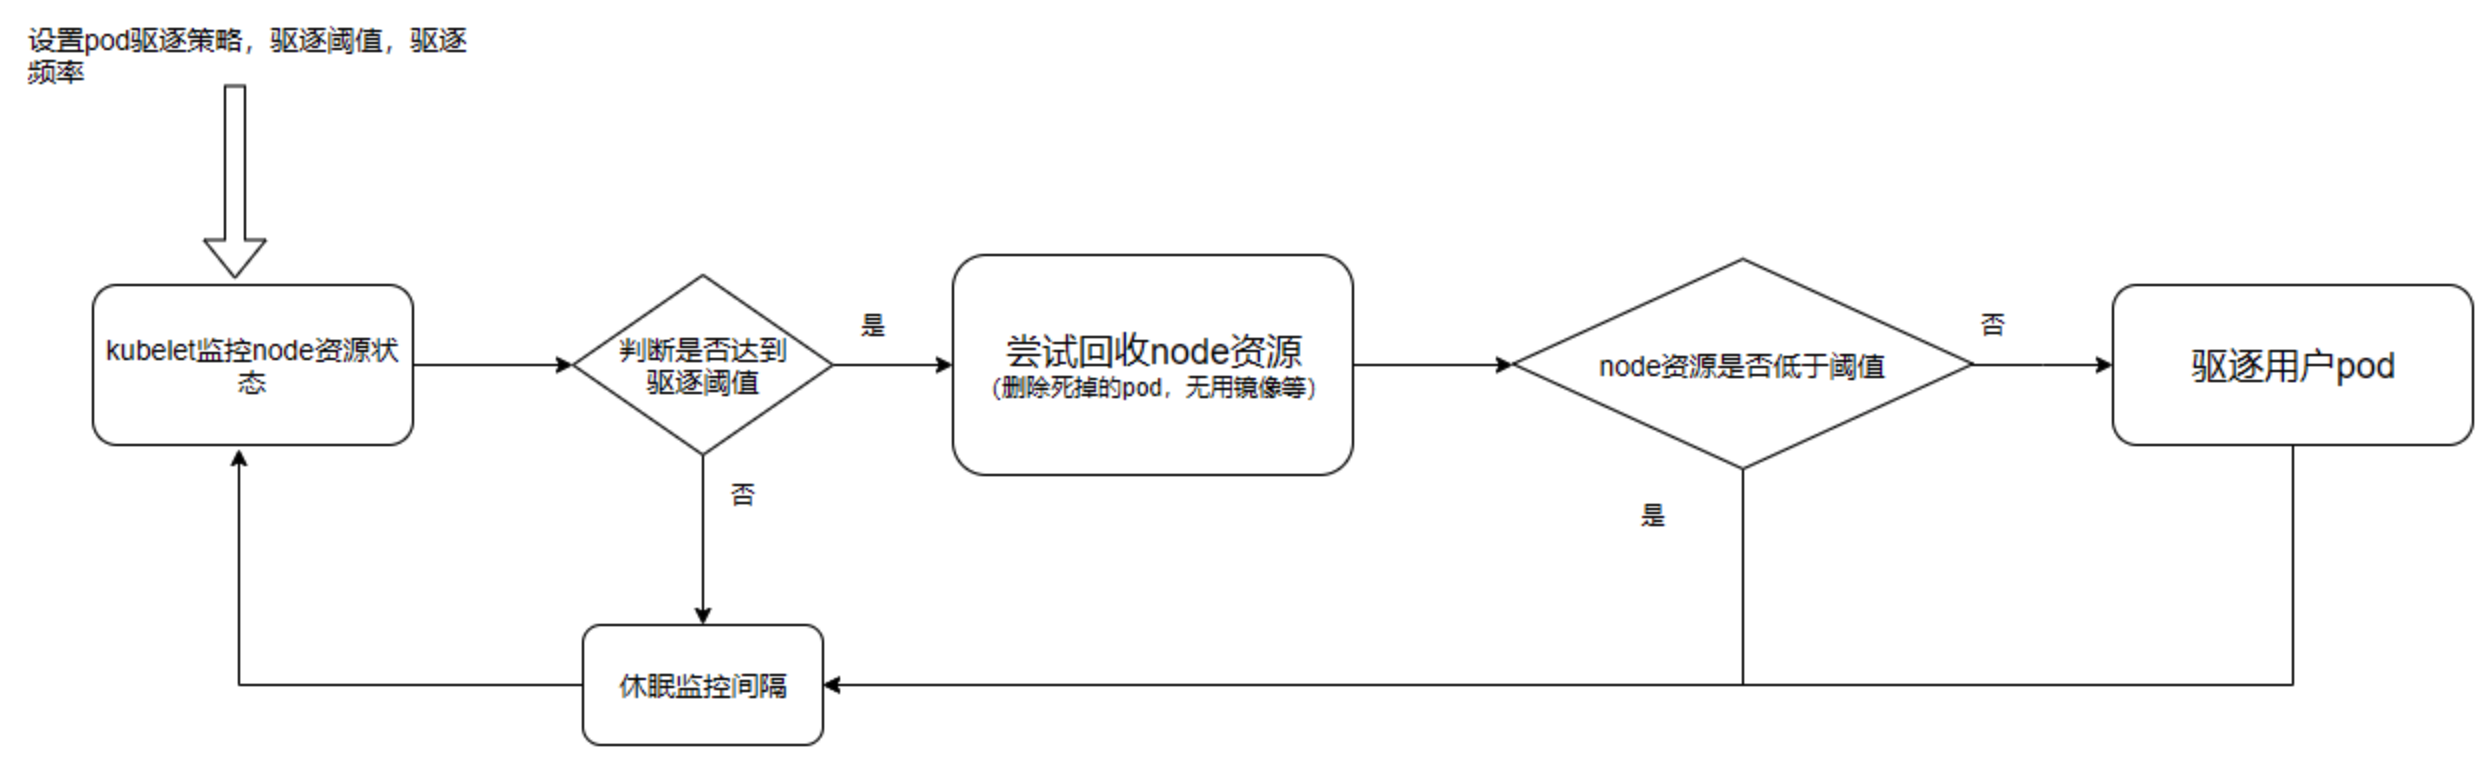 设置pod驱逐策略，驱逐阈值，驱逐
频率
kubelet监控node资源状
态
判断是否达到
驱逐阈值
是
否
尝试回收node资源
（删除死掉的pod，无用镜像等）
node资源是否低于阈值
否
是
驱逐用户pod
休眠监控间隔